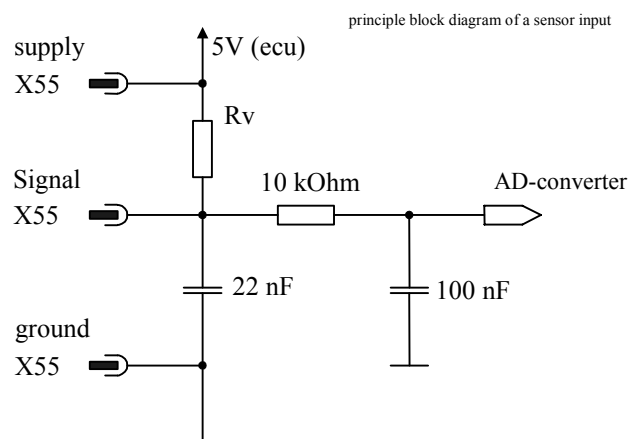 principle block diagram of a sensor input
supply
5V (ecu)
X55
Rv
Signal
10 kOhm
AD-converter
X55
22 nF
100 nF
ground
X55